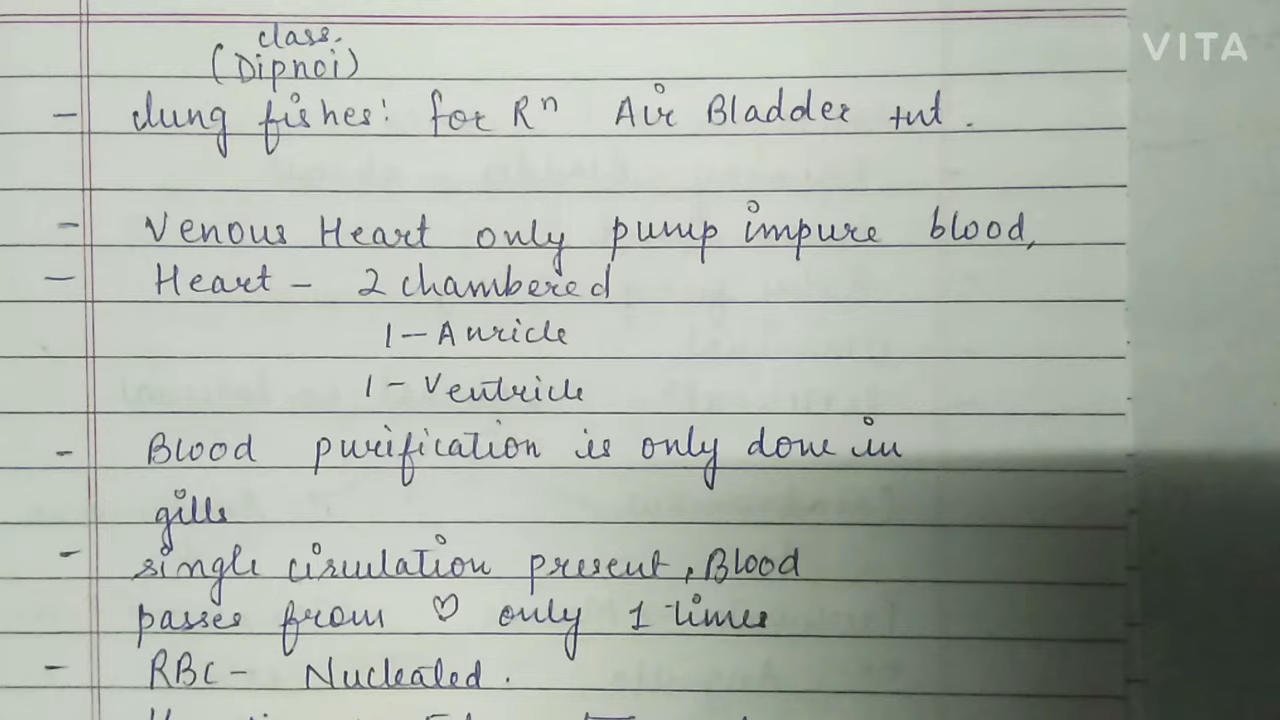 class.
(Dipnoi)
VITA
- Lung fishes: for Rⁿ Air Bladder +nt.
- Venous Heart only pump impure blood,
- Heart - 2 chambered
1 - Auricle
1 - Ventricle
- Blood purification is only done in
gills
- single circulation present, Blood
passes from ♡ only 1 times
- RBC - Nucleated.